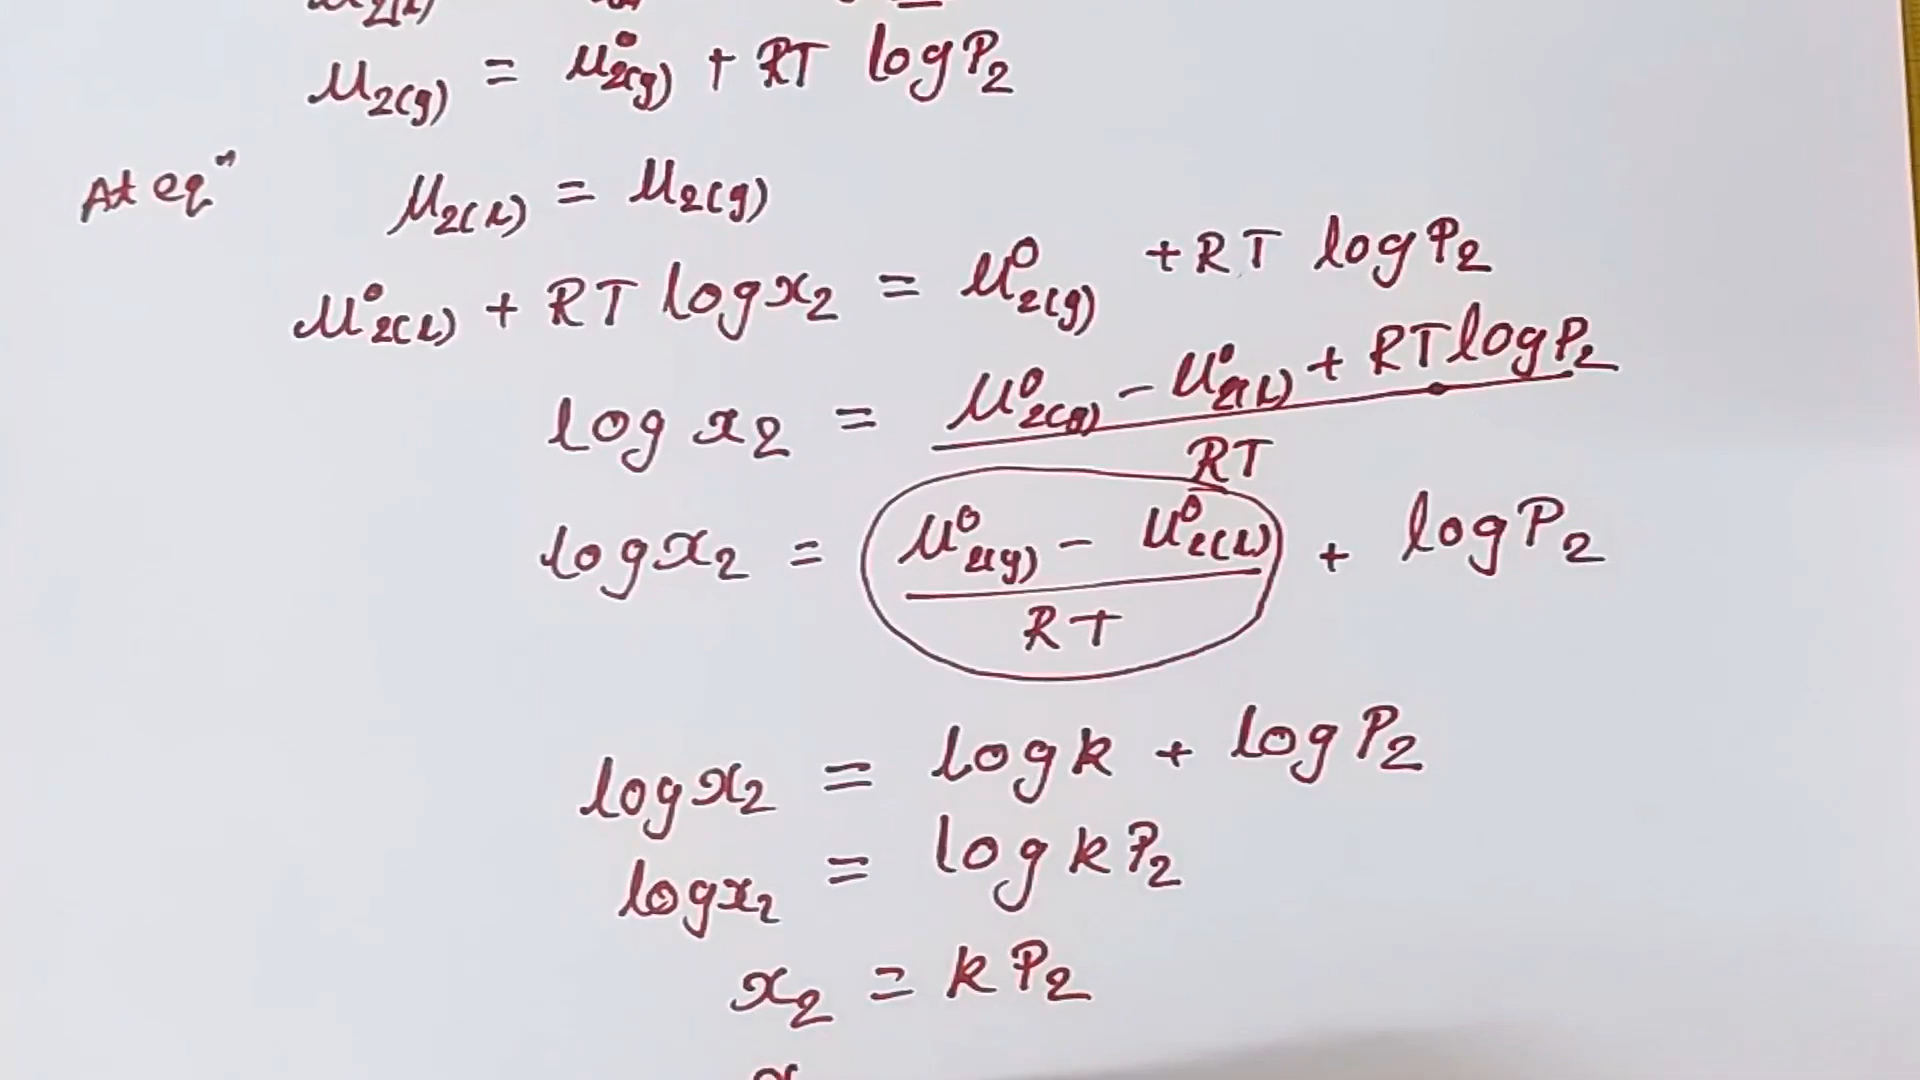 μ2(g) = μ°2(g) + RT log P2
At eqⁿ μ2(l) = μ2(g)
μ°2(l) + RT log x2 = μ°2(g) + RT log P2
log x2 = μ°2(g) - μ°2(l) + RT log P2
RT
log x2 = μ°2(g) - μ°2(l) + log P2
RT
log x2 = log k + log P2
log x2 = log k P2
x2 = k P2